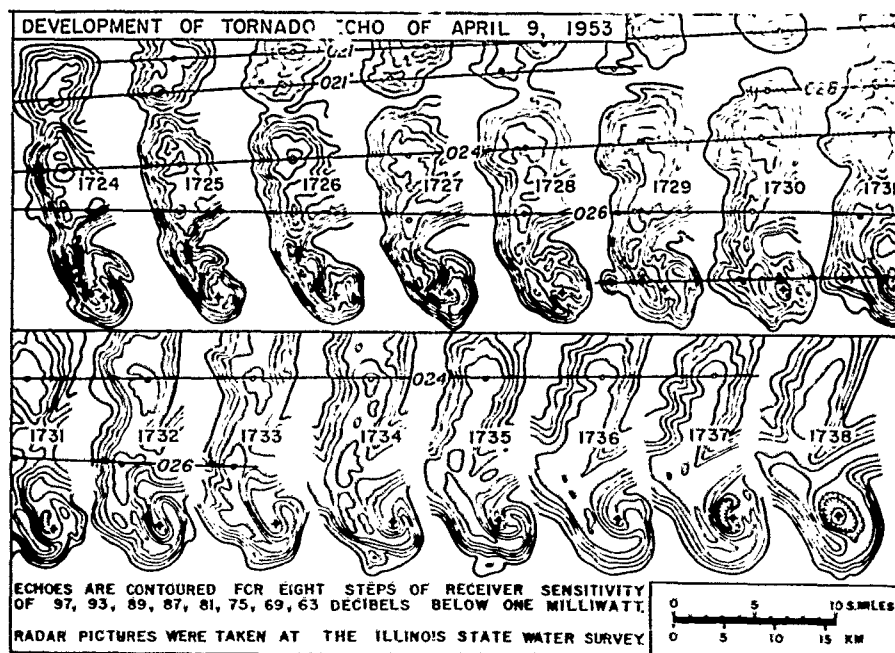 DEVELOPMENT OF TORNADO ECHO OF APRIL 9, 1953
021
021
028
024
1724 1725 1726 1727 1728 1729 1730 1731
026
024
1731 1732 1733 1734 1735 1736 1737 1738
026
ECHOES ARE CONTOURED FOR EIGHT STEPS OF RECEIVER SENSITIVITY
OF 97, 93, 89, 87, 81, 75, 69, 63 DECIBELS BELOW ONE MILLIWATT.
RADAR PICTURES WERE TAKEN AT THE ILLINOIS STATE WATER SURVEY.
0 5 10 S.MILES
0 5 10 15 KM